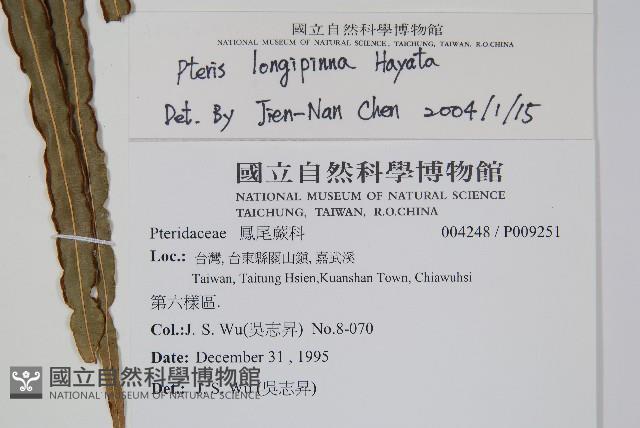 國立自然科學博物館
NATIONAL MUSEUM OF NATURAL SCIENCE, TAICHUNG, TAIWAN, R.O.CHINA
Pteris longipinna Hayata
Det. By Jien-Nan Chen 2004/1/15
國立自然科學博物館
NATIONAL MUSEUM OF NATURAL SCIENCE
TAICHUNG, TAIWAN, R.O.CHINA
Pteridaceae 鳳尾蕨科 004248 / P009251
Loc.: 台灣, 台東縣關山鎮, 嘉武溪
Taiwan, Taitung Hsien,Kuanshan Town, Chiawuhsi
第六樣區.
Col.:J. S. Wu(吳志昇) No.8-070
Date: December 31 , 1995
Det.: J. S. Wu (吳志昇)
國立自然科學博物館
NATIONAL MUSEUM OF NATURAL SCIENCE